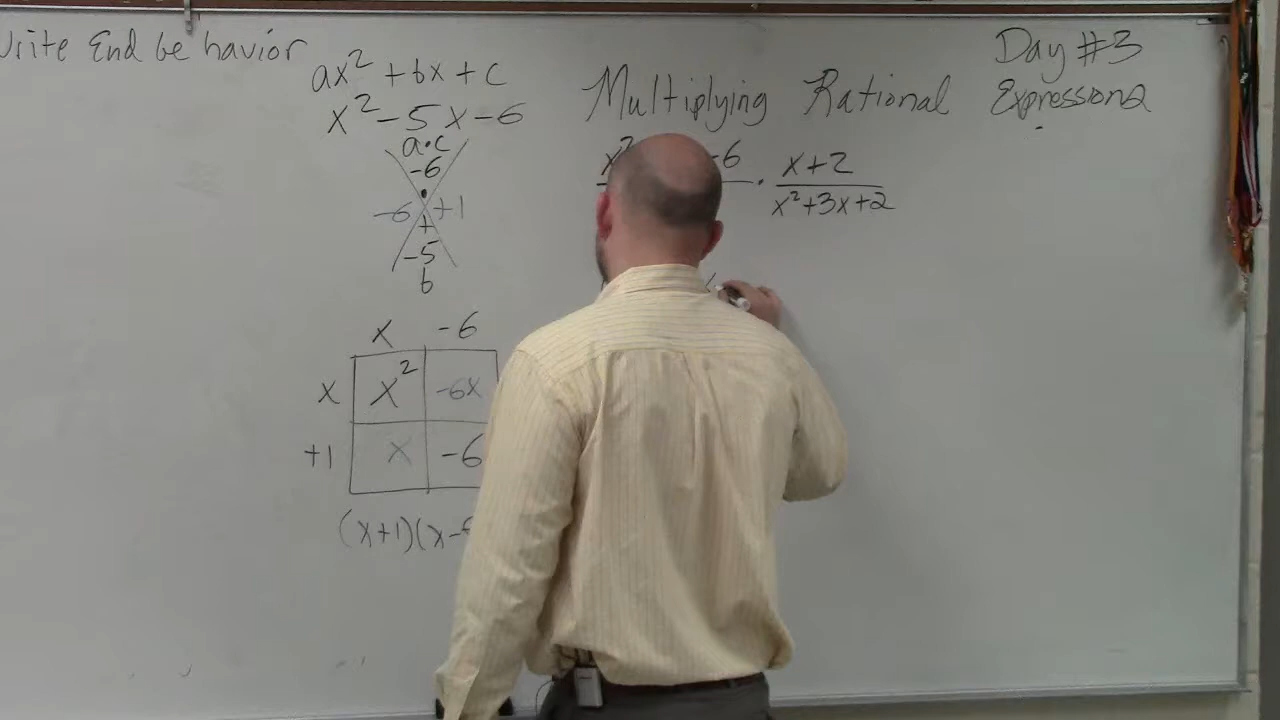 Write End behavior
Day #3
ax² + bx + c
Multiplying Rational Expressions
x² - 5x - 6
a·c
-6
-6 +1
+
-5
b
x² -6 · x+2
x²+3x+2
x -6
x x² -6x
+1 x -6
(x+1)(x-6